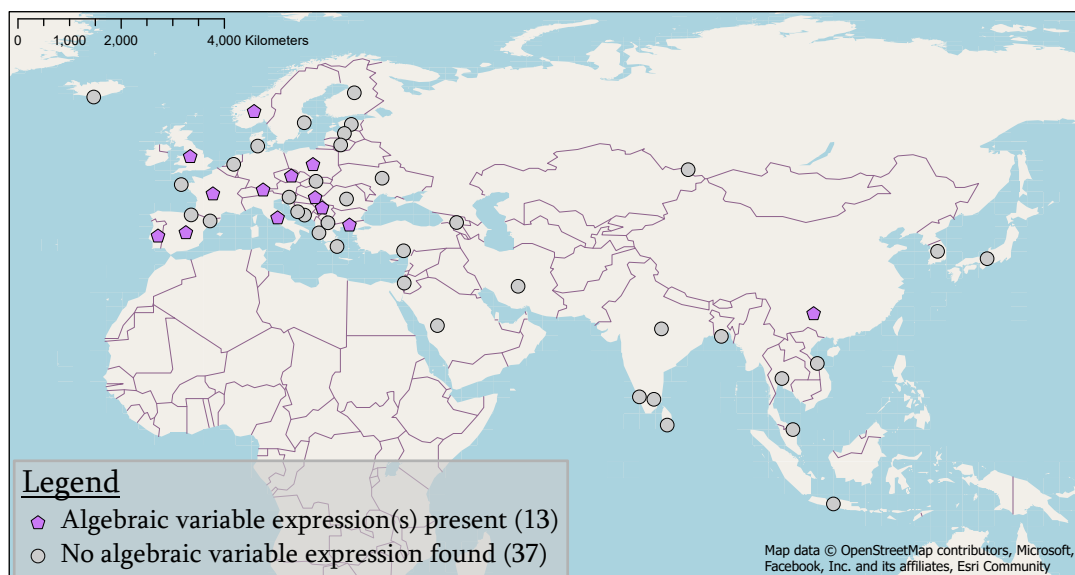 0 1,000 2,000 4,000 Kilometers
Legend
Algebraic variable expression(s) present (13)
No algebraic variable expression found (37)
Map data © OpenStreetMap contributors, Microsoft,
Facebook, Inc. and its affiliates, Esri Community